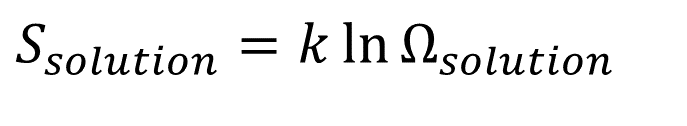 S_solution = k ln Ω_solution